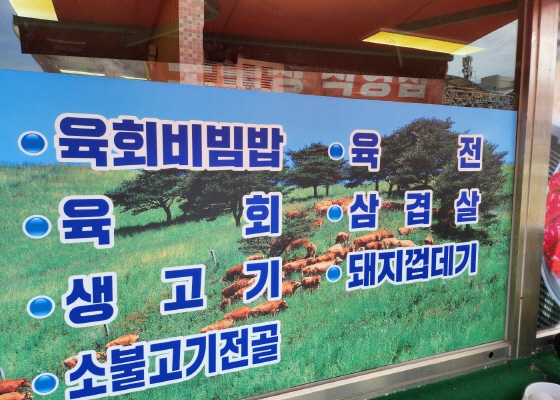 육회비빔밥
육회
생고기
소불고기전골
육전
삼겹살
돼지껍데기